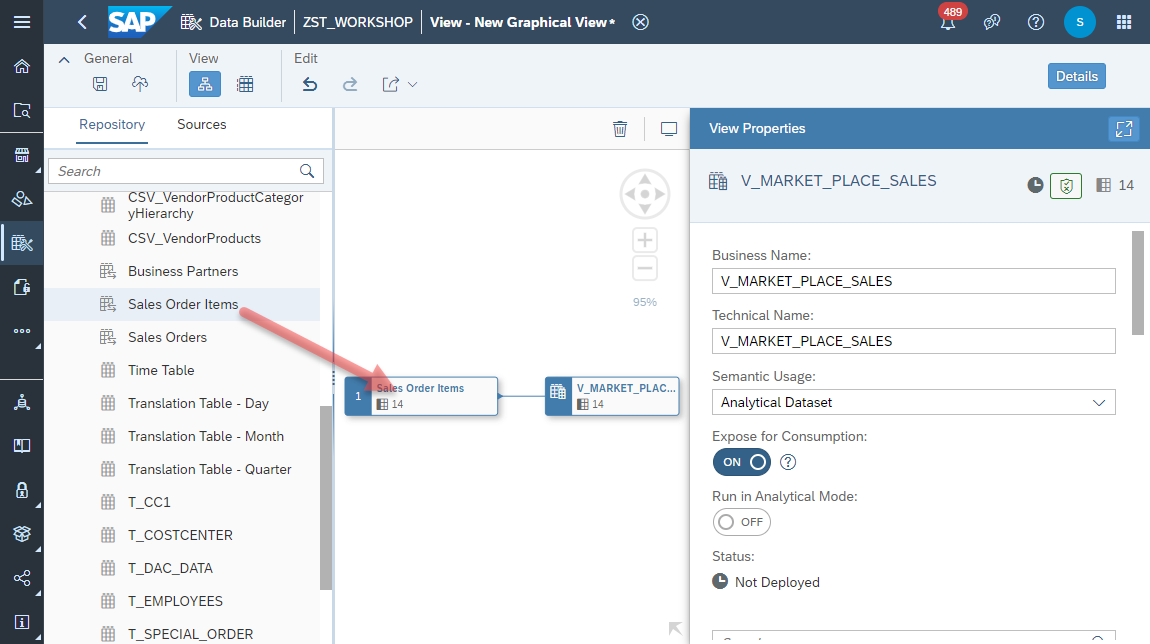 SAP Data Builder ZST_WORKSHOP View - New Graphical View* 489 S
General View Edit
Details
Repository Sources
Search
CSV_VendorProductCategor
yHierarchy
CSV_VendorProducts
Business Partners
Sales Order Items
Sales Orders
Time Table
Translation Table - Day
Translation Table - Month
Translation Table - Quarter
T_CC1
T_COSTCENTER
T_DAC_DATA
T_EMPLOYEES
T_SPECIAL_ORDER
95%
1 Sales Order Items
14
V_MARKET_PLAC...
14
View Properties
V_MARKET_PLACE_SALES 14
Business Name:
V_MARKET_PLACE_SALES
Technical Name:
V_MARKET_PLACE_SALES
Semantic Usage:
Analytical Dataset
Expose for Consumption:
ON
Run in Analytical Mode:
OFF
Status:
Not Deployed